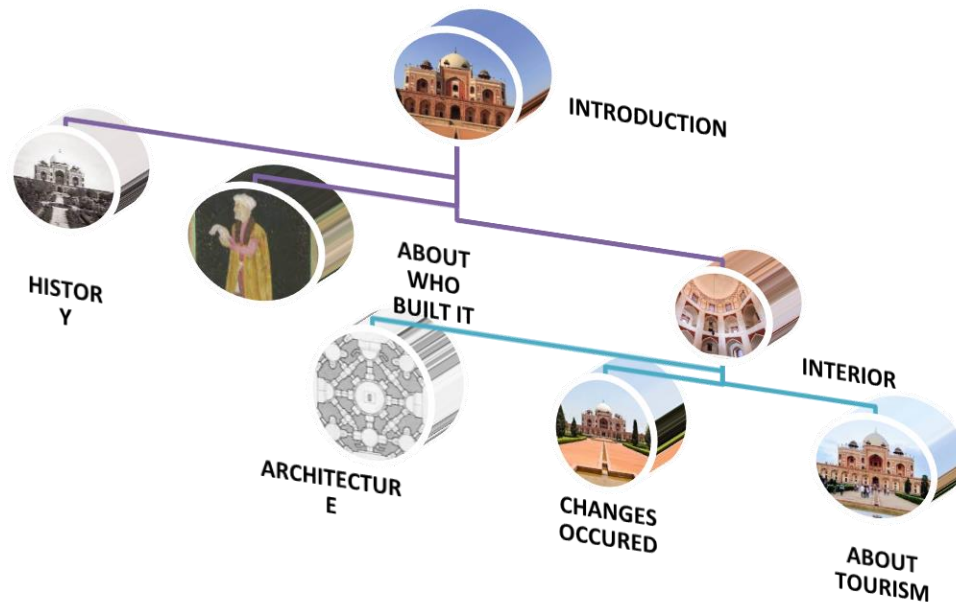 INTRODUCTION
HISTOR
Y
ABOUT
WHO
BUILT IT
INTERIOR
ARCHITECTUR
E
CHANGES
OCCURED
ABOUT
TOURISM